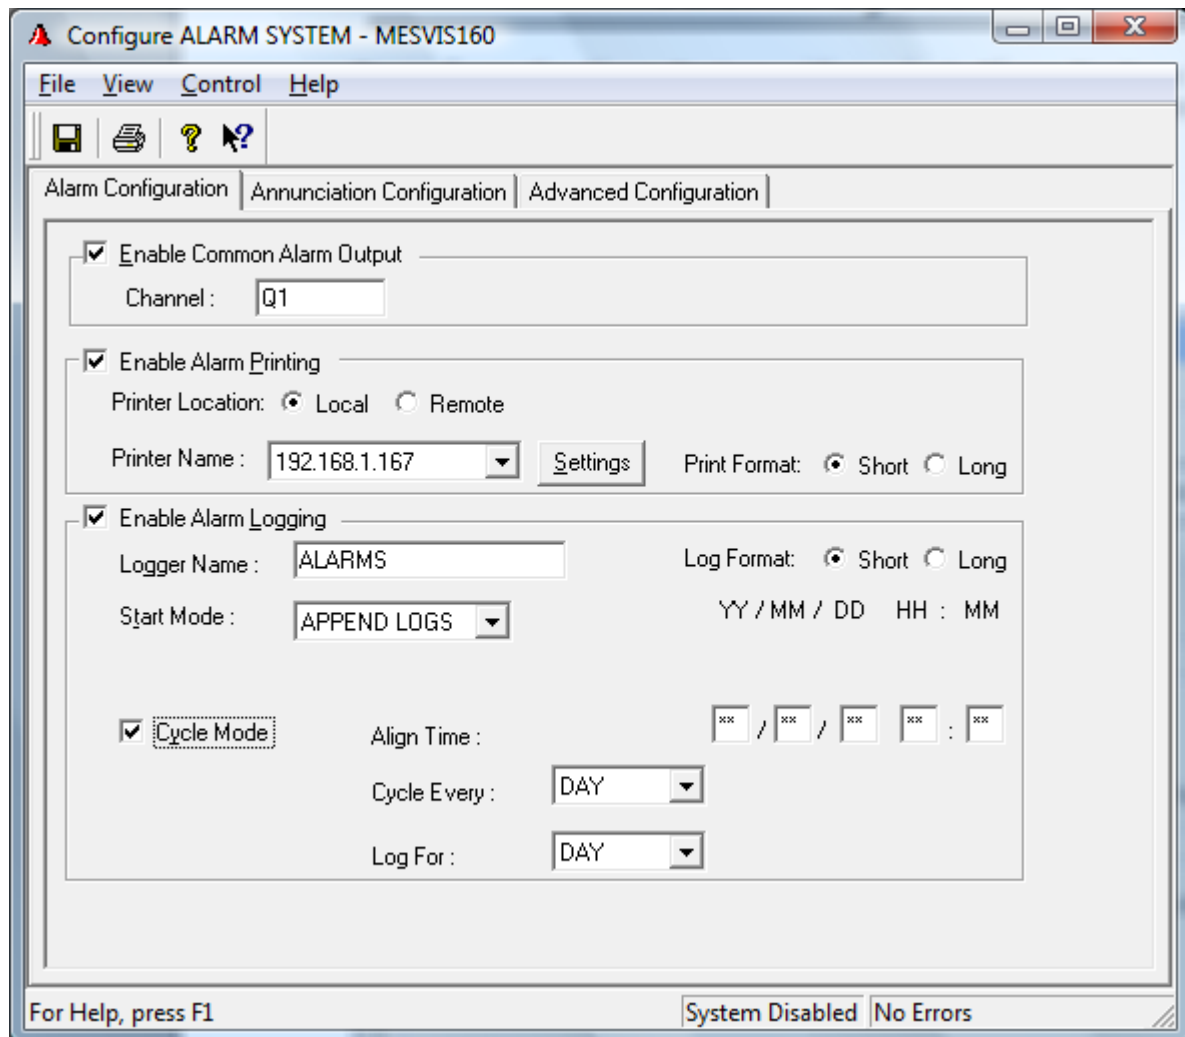 Configure ALARM SYSTEM - MESVIS160
File View Control Help
Alarm Configuration Annunciation Configuration Advanced Configuration
Enable Common Alarm Output
Channel : Q1
Enable Alarm Printing
Printer Location: Local Remote
Printer Name : 192.168.1.167 Settings Print Format: Short Long
Enable Alarm Logging
Logger Name : ALARMS Log Format: Short Long
Start Mode : APPEND LOGS YY / MM / DD HH : MM
Cycle Mode Align Time : ** / ** / ** ** : **
Cycle Every : DAY
Log For : DAY
For Help, press F1 System Disabled No Errors